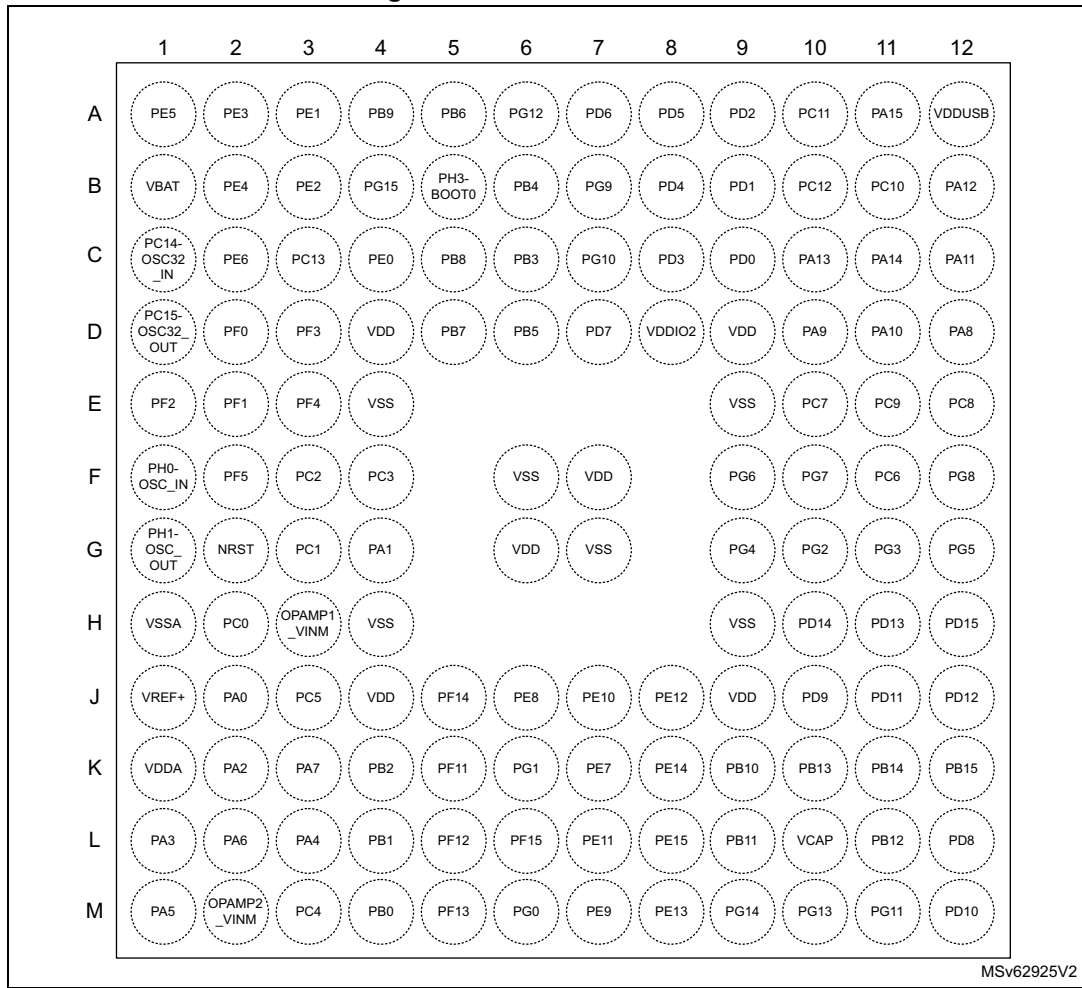 1 2 3 4 5 6 7 8 9 10 11 12
A PE5 PE3 PE1 PB9 PB6 PG12 PD6 PD5 PD2 PC11 PA15 VDDUSB
B VBAT PE4 PE2 PG15 PH3-BOOT0 PB4 PG9 PD4 PD1 PC12 PC10 PA12
C PC14-OSC32_IN PE6 PC13 PE0 PB8 PB3 PG10 PD3 PD0 PA13 PA14 PA11
D PC15-OSC32_OUT PF0 PF3 VDD PB7 PB5 PD7 VDDIO2 VDD PA9 PA10 PA8
E PF2 PF1 PF4 VSS VSS PC7 PC9 PC8
F PH0-OSC_IN PF5 PC2 PC3 VSS VDD PG6 PG7 PC6 PG8
G PH1-OSC_OUT NRST PC1 PA1 VDD VSS PG4 PG2 PG3 PG5
H VSSA PC0 OPAMP1_VINM VSS VSS PD14 PD13 PD15
J VREF+ PA0 PC5 VDD PF14 PE8 PE10 PE12 VDD PD9 PD11 PD12
K VDDA PA2 PA7 PB2 PF11 PG1 PE7 PE14 PB10 PB13 PB14 PB15
L PA3 PA6 PA4 PB1 PF12 PF15 PE11 PE15 PB11 VCAP PB12 PD8
M PA5 OPAMP2_VINM PC4 PB0 PF13 PG0 PE9 PE13 PG14 PG13 PG11 PD10
MSv62925V2